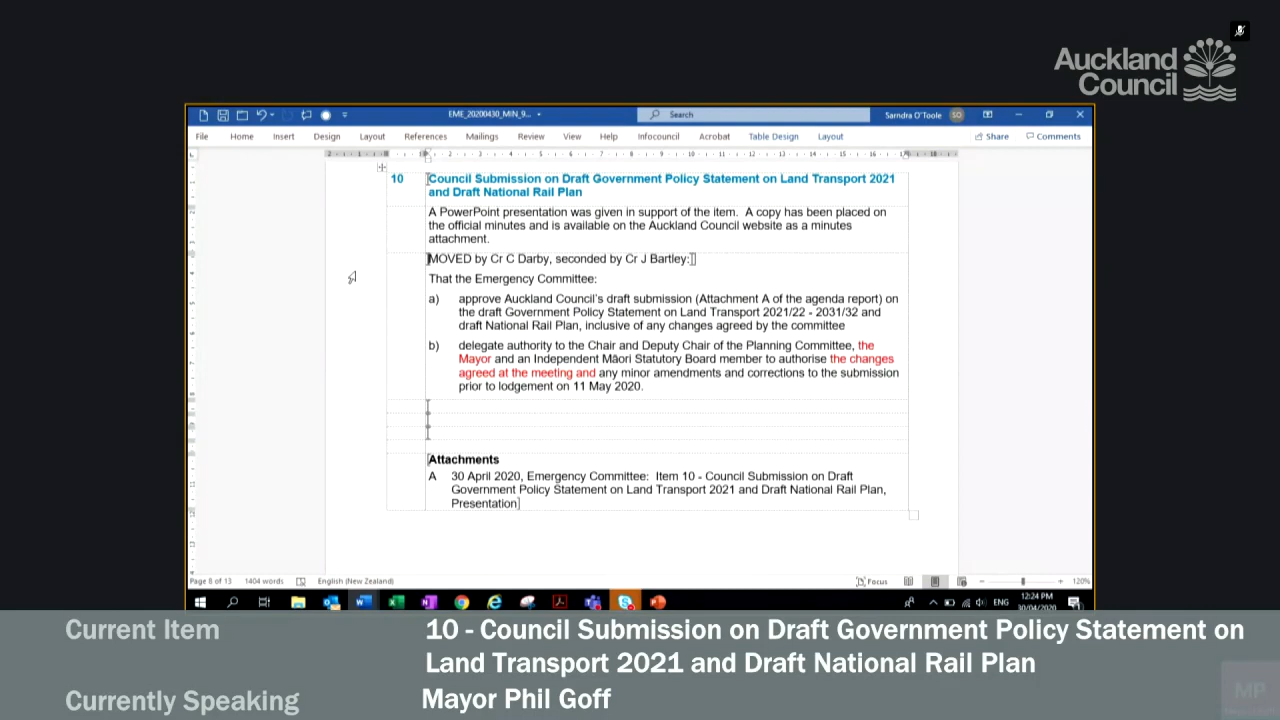 Auckland
Council
EME_20200430_MIN_9...
Search
Sarndra O'Toole
SO
File Home Insert Design Layout References Mailings Review View Help Infocouncil Acrobat Table Design Layout Share Comments
10 Council Submission on Draft Government Policy Statement on Land Transport 2021
and Draft National Rail Plan
A PowerPoint presentation was given in support of the item. A copy has been placed on
the official minutes and is available on the Auckland Council website as a minutes
attachment.
MOVED by Cr C Darby, seconded by Cr J Bartley:
That the Emergency Committee:
a) approve Auckland Council's draft submission (Attachment A of the agenda report) on
the draft Government Policy Statement on Land Transport 2021/22 - 2031/32 and
draft National Rail Plan, inclusive of any changes agreed by the committee
b) delegate authority to the Chair and Deputy Chair of the Planning Committee, the
Mayor and an Independent Māori Statutory Board member to authorise the changes
agreed at the meeting and any minor amendments and corrections to the submission
prior to lodgement on 11 May 2020.
Attachments
A 30 April 2020, Emergency Committee: Item 10 - Council Submission on Draft
Government Policy Statement on Land Transport 2021 and Draft National Rail Plan,
Presentation
Page 8 of 13 1404 words English (New Zealand) Focus 120%
ENG 12:24 PM
30/04/2020
Current Item 10 - Council Submission on Draft Government Policy Statement on
Land Transport 2021 and Draft National Rail Plan
Currently Speaking Mayor Phil Goff
MP